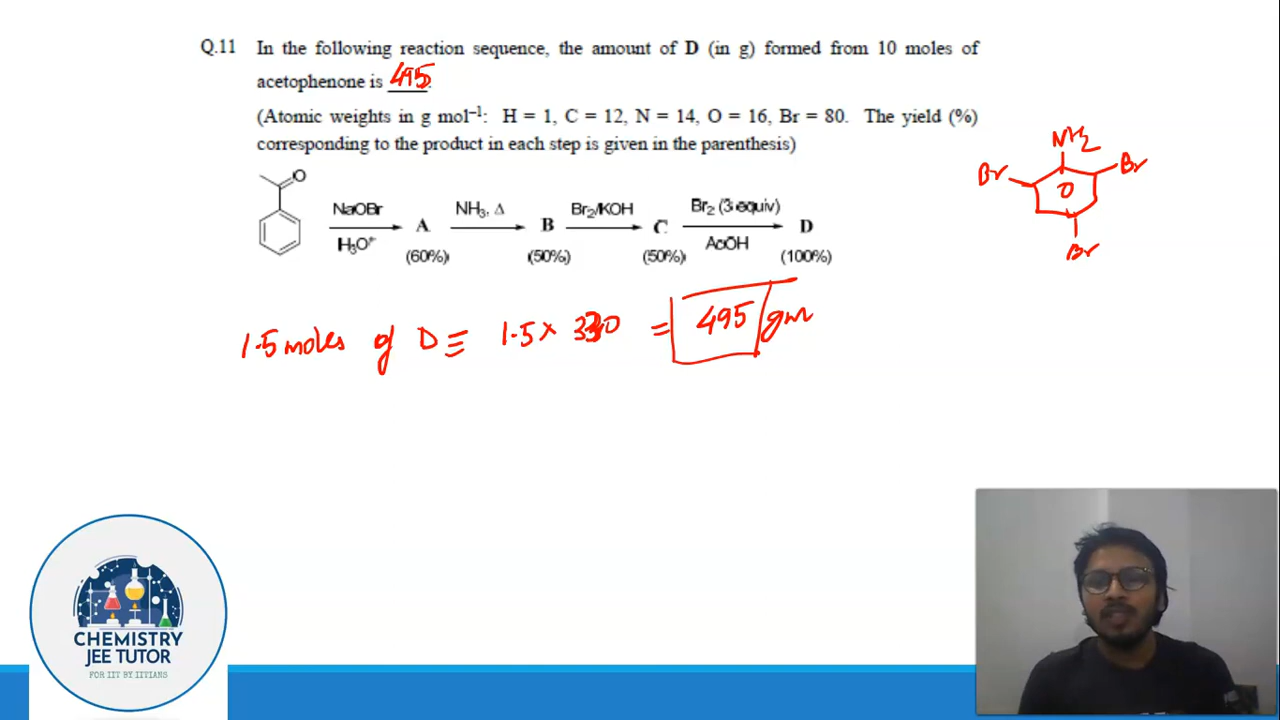 Q.11 In the following reaction sequence, the amount of D (in g) formed from 10 moles of
acetophenone is 495.
(Atomic weights in g mol⁻¹: H = 1, C = 12, N = 14, O = 16, Br = 80. The yield (%)
corresponding to the product in each step is given in the parenthesis)
NH2
Br Br
Br
O
NaOBr NH₃, Δ Br₂/KOH Br₂ (3 equiv)
A B C D
H₃O⁺ AcOH
(60%) (50%) (50%) (100%)
1.5 moles of D ≡ 1.5 × 330 = 495 gm
CHEMISTRY
JEE TUTOR
FOR IIT BY IITIANS